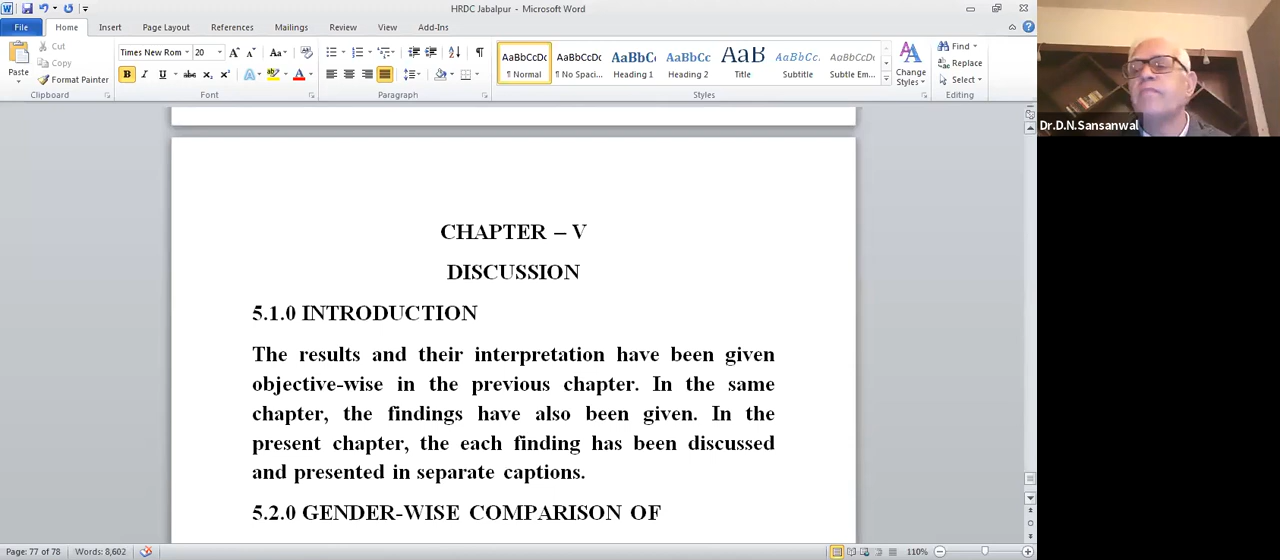 HRDC Jabalpur - Microsoft Word
File Home Insert Page Layout References Mailings Review View Add-Ins
Paste
Cut
Copy
Format Painter
Clipboard
Times New Rom 20
Font
Paragraph
AaBbCcDc AaBbCcDc AaBbCc AaBbCc AaB AaBbCc. AaBbCcDc
¶ Normal ¶ No Spaci... Heading 1 Heading 2 Title Subtitle Subtle Em...
Change
Styles
Styles
Find
Replace
Select
Editing
Dr.D.N.Sansanwal
CHAPTER – V
DISCUSSION
5.1.0 INTRODUCTION
The results and their interpretation have been given
objective-wise in the previous chapter. In the same
chapter, the findings have also been given. In the
present chapter, the each finding has been discussed
and presented in separate captions.
5.2.0 GENDER-WISE COMPARISON OF
Page: 77 of 78 Words: 8,602
110%